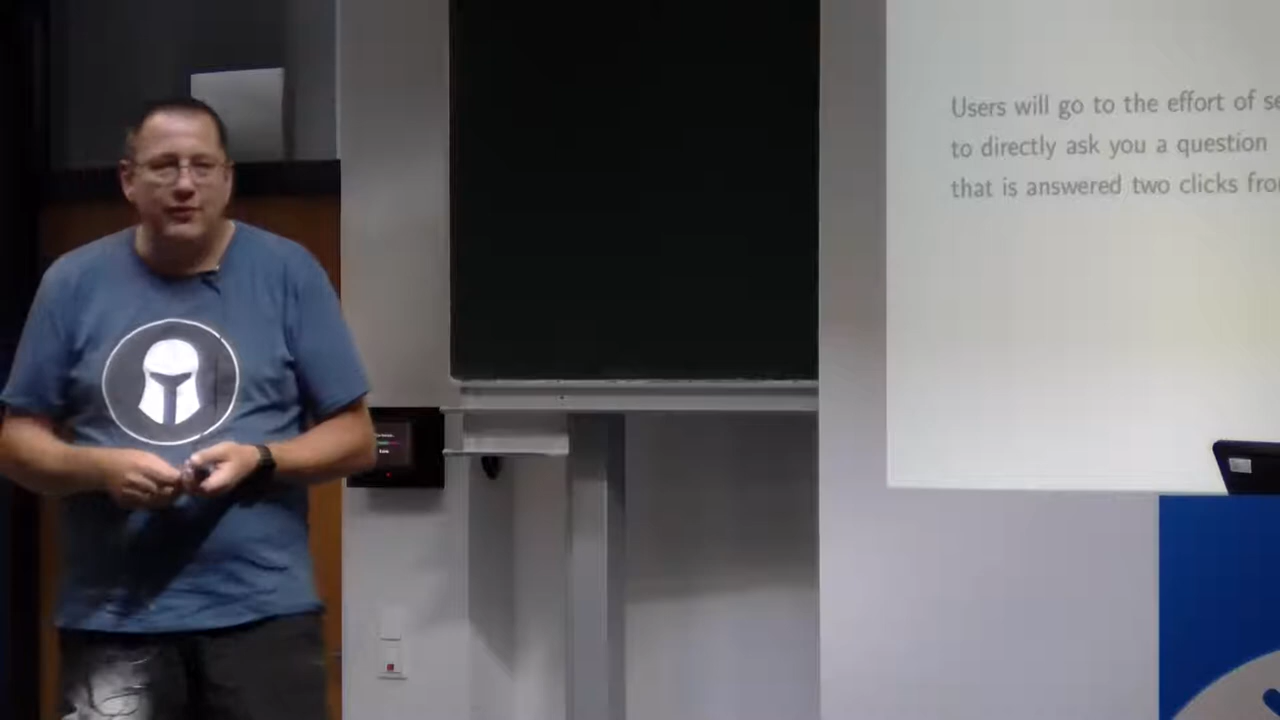 Users will go to the effort of
to directly ask you a question
that is answered two clicks